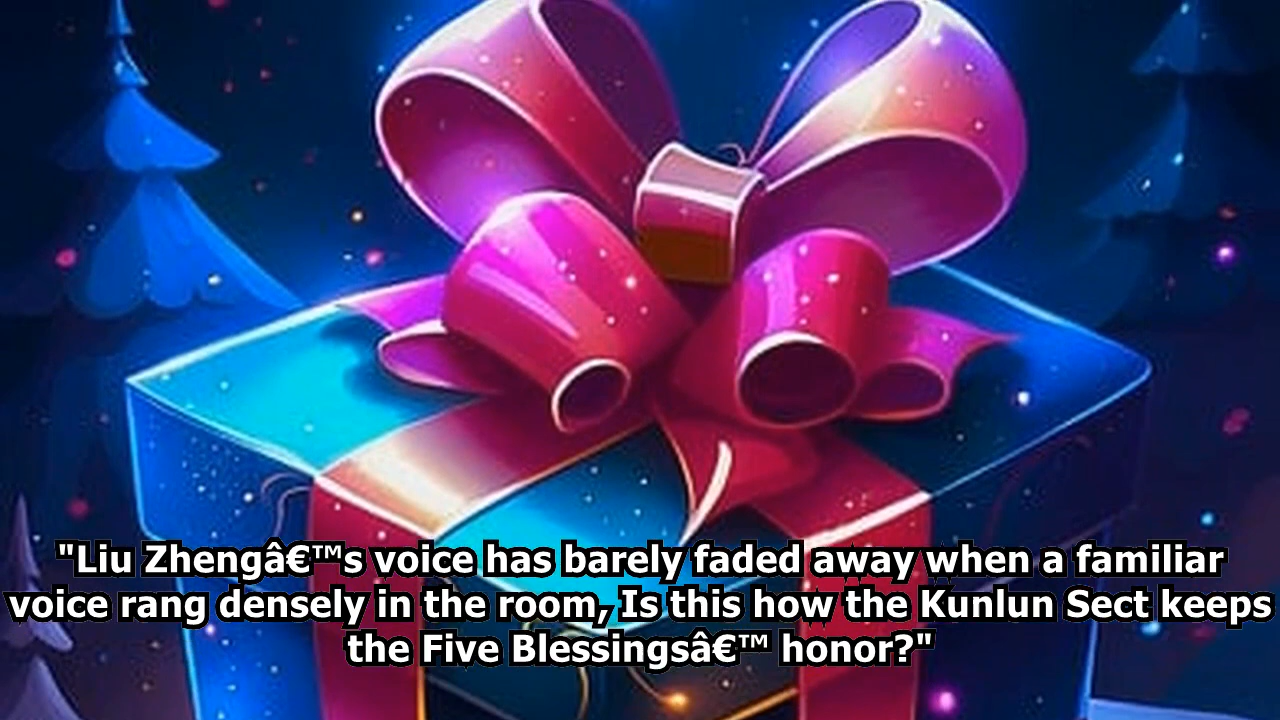 "Liu Zhengâ€™s voice has barely faded away when a familiar
voice rang densely in the room, Is this how the Kunlun Sect keeps
the Five Blessingsâ€™ honor?"